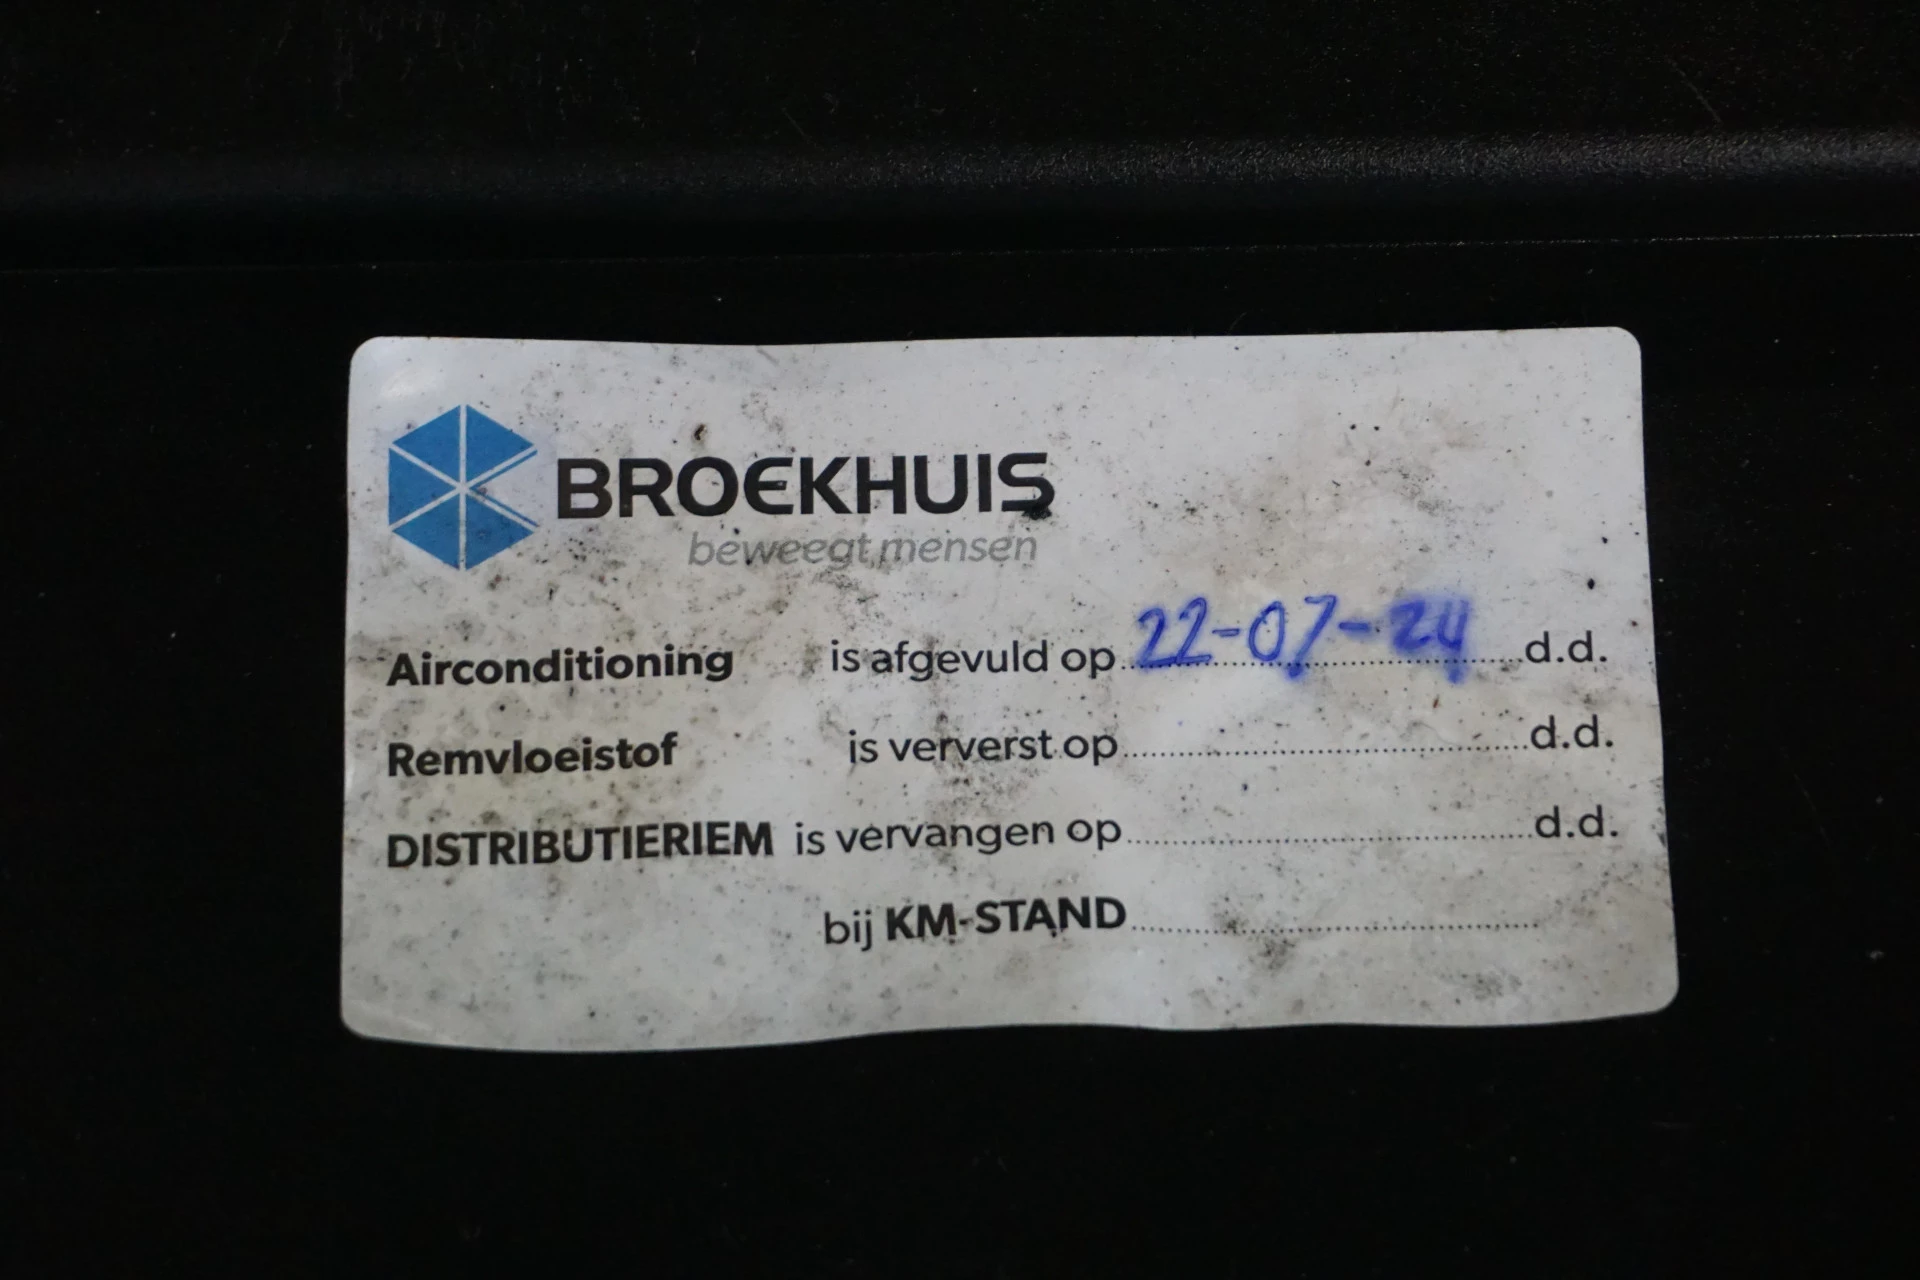 BROEKHUIS
beweegt mensen
Airconditioning is afgevuld op 22-07-24 d.d.
Remvloeistof is ververst op d.d.
DISTRIBUTIERIEM is vervangen op d.d.
bij KM-STAND